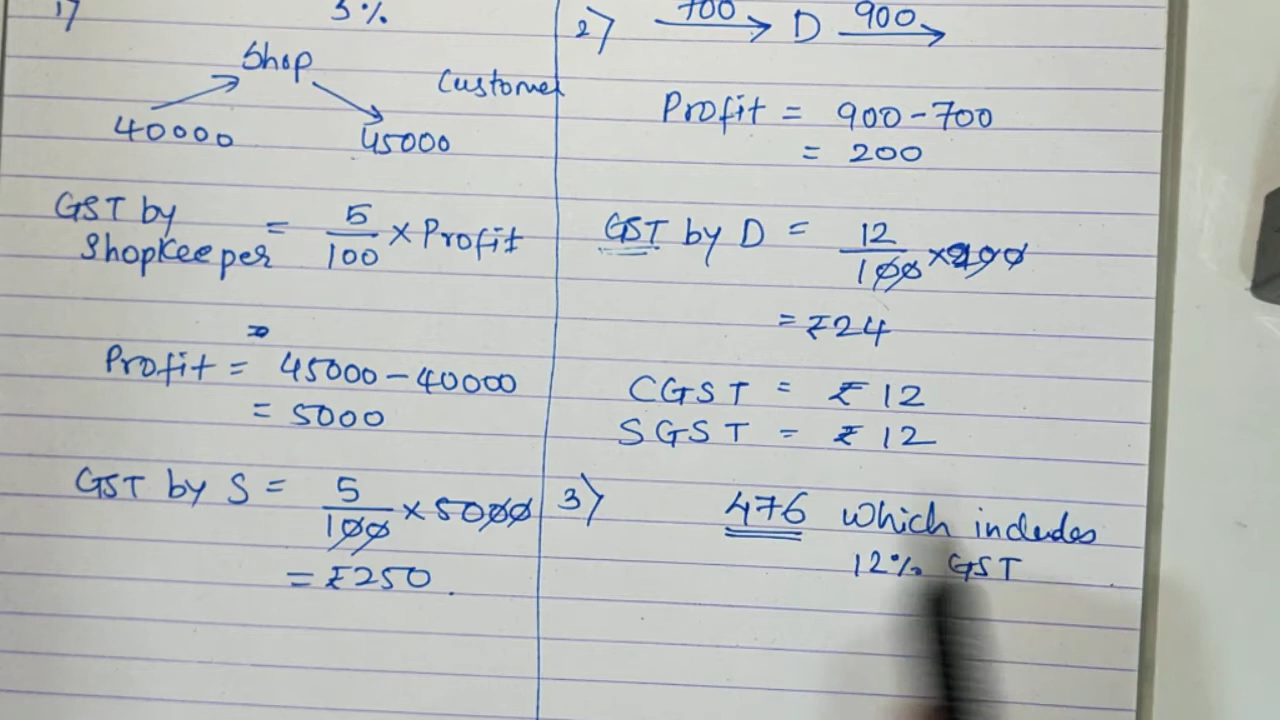 1) 5%
Shop
Customer
40000 45000
GST by
Shopkeeper = 5/100 × Profit
Profit = 45000 - 40000
= 5000
GST by S = 5/100 × 5000
= ₹250.
2) 700 → D 900 →
Profit = 900 - 700
= 200
GST by D = 12/100 × 200
= ₹24
CGST = ₹12
SGST = ₹12
3) 476 which includes
12% GST